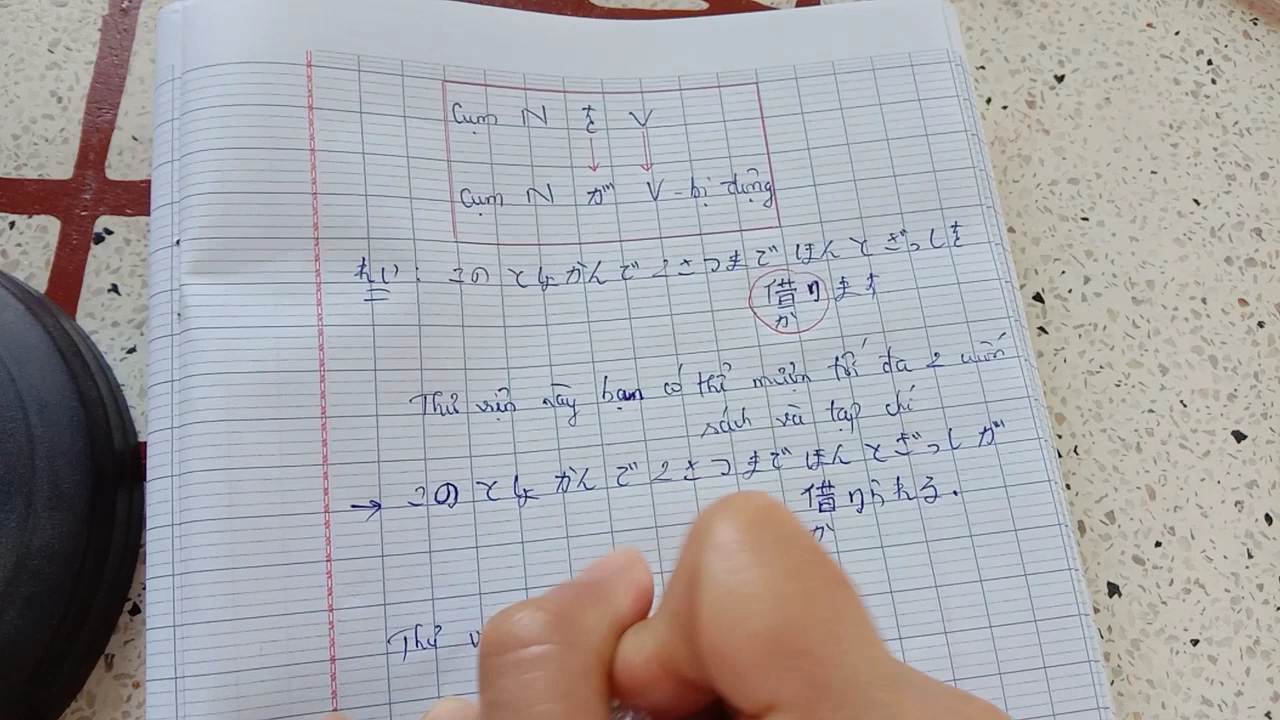 Cụm N を V
Cụm N が V - bị động
れい : このとしょかんで 2さつまで ほんと ざっしを
借ります
か
Thư viện này bạn có thể mượn tối đa 2 cuốn
sách và tạp chí
→ このとしょかんで 2さつまで ほんと ざっしが
借りられる.
か
Thư